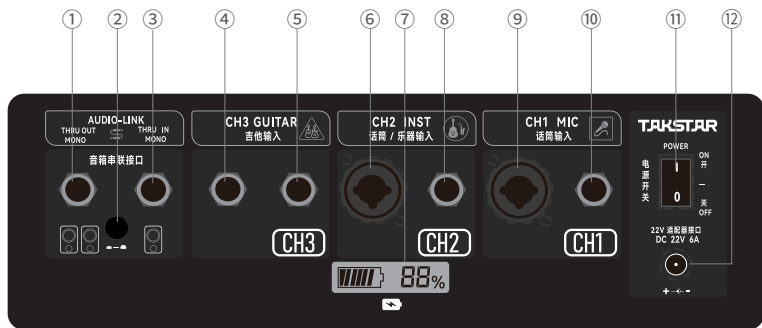 ① ② ③ ④ ⑤ ⑥ ⑦ ⑧ ⑨ ⑩ ⑪ ⑫
AUDIO-LINK
THRU OUT MONO
THRU IN MONO
音箱串联接口
CH3 GUITAR
吉他输入
CH3
CH2 INST
话筒 / 乐器输入
CH2
CH1 MIC
话筒输入
CH1
88%
TAKSTAR
POWER
电源开关
I
O
ON
开
关
OFF
22V 适配器接口
DC 22V 6A